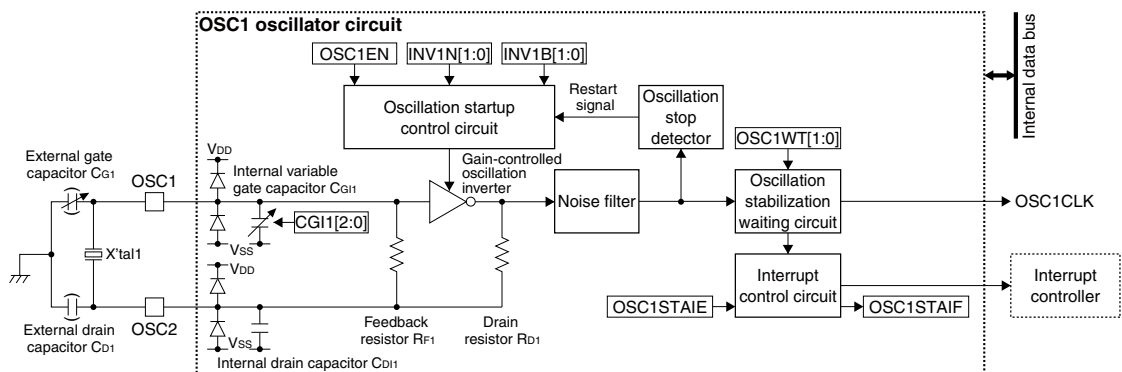 OSC1 oscillator circuit
OSC1EN
INV1N[1:0]
INV1B[1:0]
Internal data bus
Oscillation startup
control circuit
Restart
signal
Oscillation
stop
detector
OSC1WT[1:0]
External gate
capacitor CG1
OSC1
VDD
Internal variable
gate capacitor CGI1
Gain-controlled
oscillation
inverter
Noise filter
Oscillation
stabilization
waiting circuit
OSC1CLK
CGI1[2:0]
VSS
X'tal1
VDD
Interrupt
control circuit
Interrupt
controller
OSC1STAIE
OSC1STAIF
OSC2
External drain
capacitor CD1
VSS
Feedback
resistor RF1
Drain
resistor RD1
Internal drain capacitor CDI1